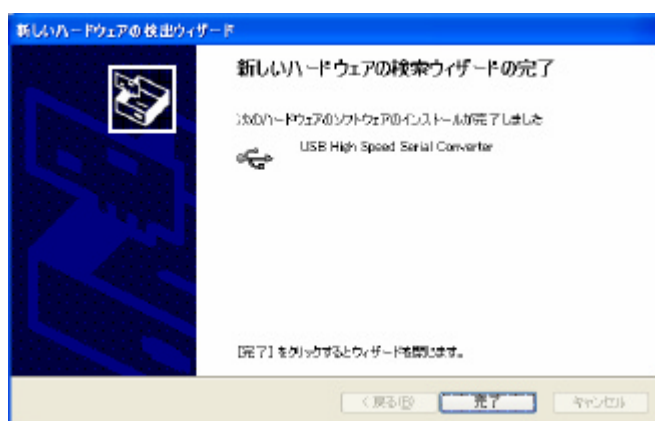 新しいハードウェアの検出ウィザード
新しいハードウェアの検索ウィザードの完了
次のハードウェアのソフトウェアのインストールが完了しました
USB High Speed Serial Converter
[完了] をクリックするとウィザードを閉じます。
< 戻る(B)
完了
キャンセル